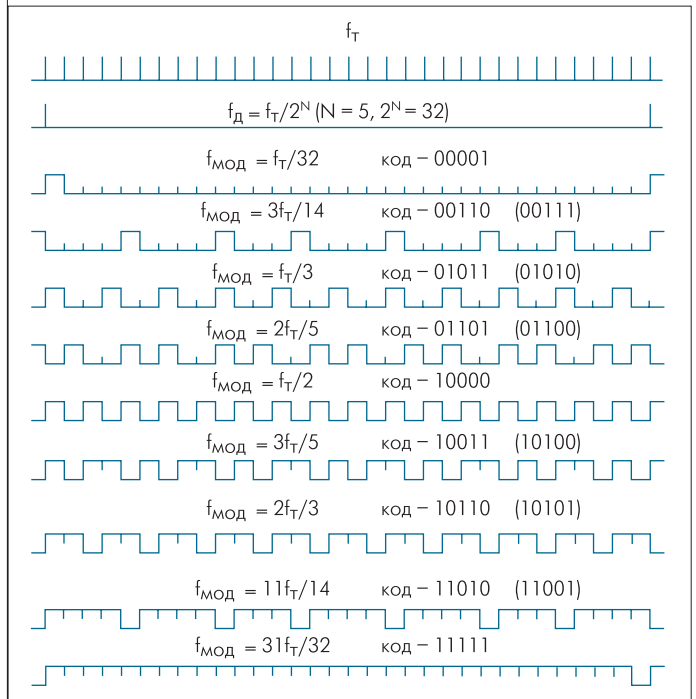 fт
fД = fт/2ᴺ (N = 5, 2ᴺ = 32)
fМОД = fт/32 код – 00001
fМОД = 3fт/14 код – 00110 (00111)
fМОД = fт/3 код – 01011 (01010)
fМОД = 2fт/5 код – 01101 (01100)
fМОД = fт/2 код – 10000
fМОД = 3fт/5 код – 10011 (10100)
fМОД = 2fт/3 код – 10110 (10101)
fМОД = 11fт/14 код – 11010 (11001)
fМОД = 31fт/32 код – 11111